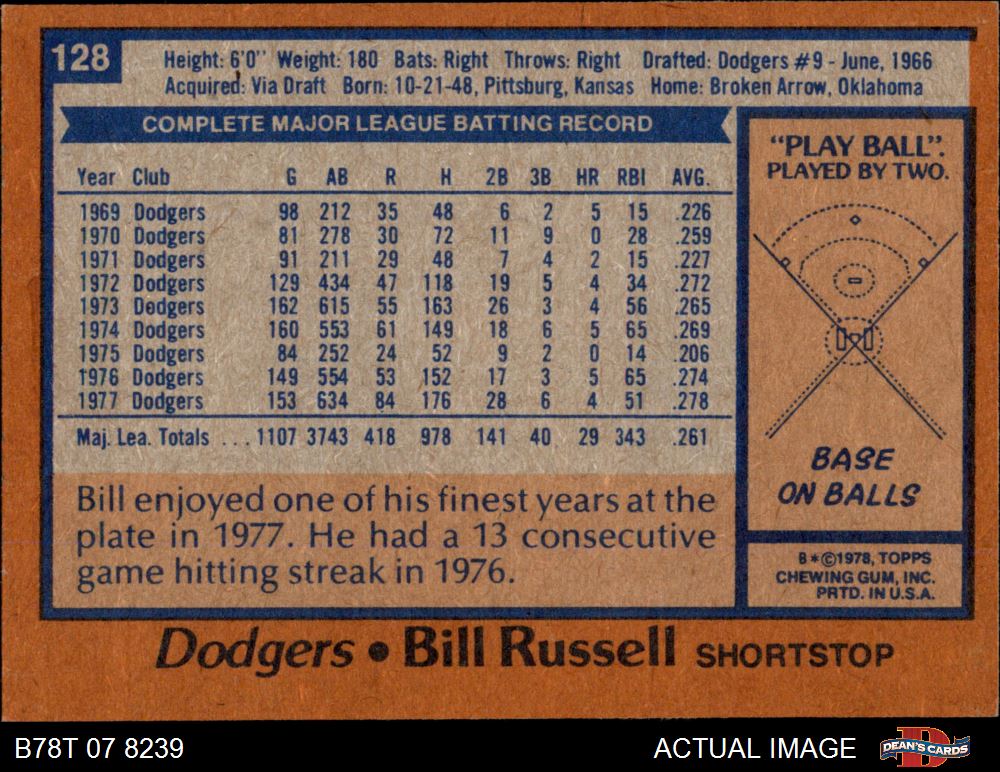 128
Height: 6'0" Weight: 180 Bats: Right Throws: Right Drafted: Dodgers #9 - June, 1966
Acquired: Via Draft Born: 10-21-48, Pittsburg, Kansas Home: Broken Arrow, Oklahoma
COMPLETE MAJOR LEAGUE BATTING RECORD
Year Club G AB R H 2B 3B HR RBI AVG.
1969 Dodgers 98 212 35 48 6 2 5 15 .226
1970 Dodgers 81 278 30 72 11 9 0 28 .259
1971 Dodgers 91 211 29 48 7 4 2 15 .227
1972 Dodgers 129 434 47 118 19 5 4 34 .272
1973 Dodgers 162 615 55 163 26 3 4 56 .265
1974 Dodgers 160 553 61 149 18 6 5 65 .269
1975 Dodgers 84 252 24 52 9 2 0 14 .206
1976 Dodgers 149 554 53 152 17 3 5 65 .274
1977 Dodgers 153 634 84 176 28 6 4 51 .278
Maj. Lea. Totals ... 1107 3743 418 978 141 40 29 343 .261
Bill enjoyed one of his finest years at the
plate in 1977. He had a 13 consecutive
game hitting streak in 1976.
"PLAY BALL".
PLAYED BY TWO.
BASE
ON BALLS
B*©1978, TOPPS
CHEWING GUM, INC.
PRTD. IN U.S.A.
Dodgers • Bill Russell SHORTSTOP
B78T 07 8239
ACTUAL IMAGE
D
DEAN'S CARDS